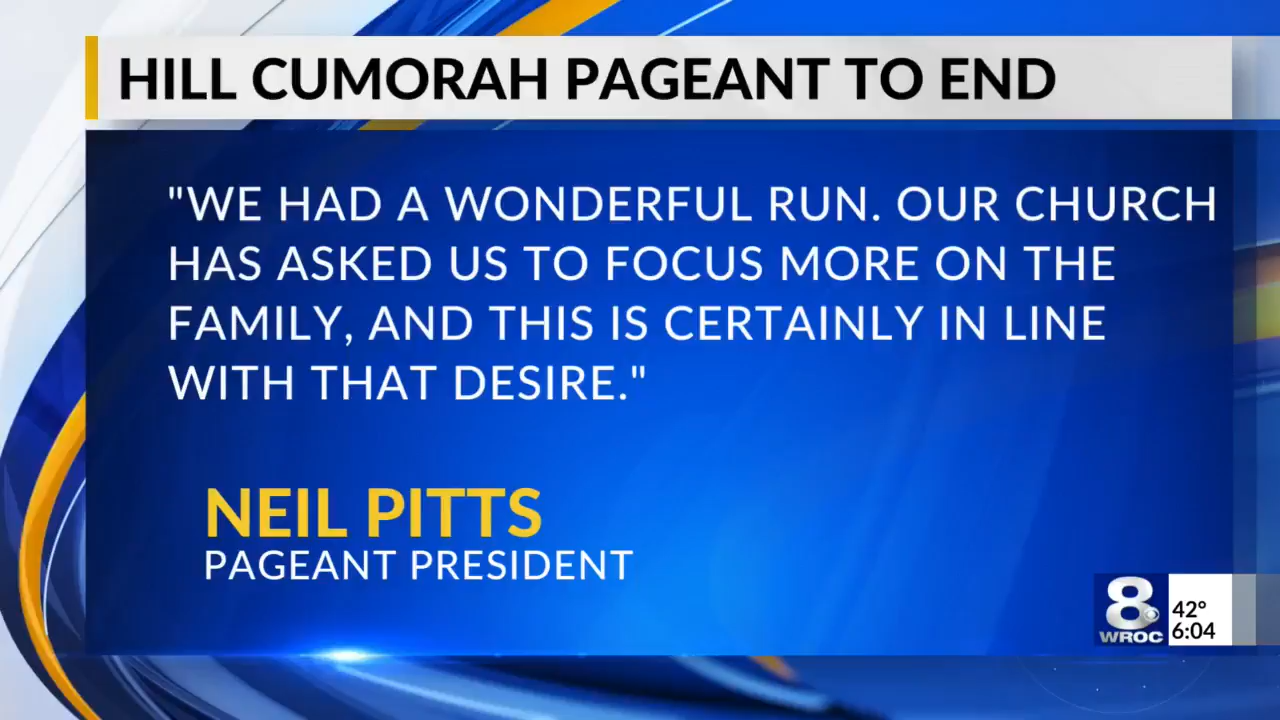 HILL CUMORAH PAGEANT TO END
"WE HAD A WONDERFUL RUN. OUR CHURCH
HAS ASKED US TO FOCUS MORE ON THE
FAMILY, AND THIS IS CERTAINLY IN LINE
WITH THAT DESIRE."
NEIL PITTS
PAGEANT PRESIDENT
8
WROC
42°
6:04